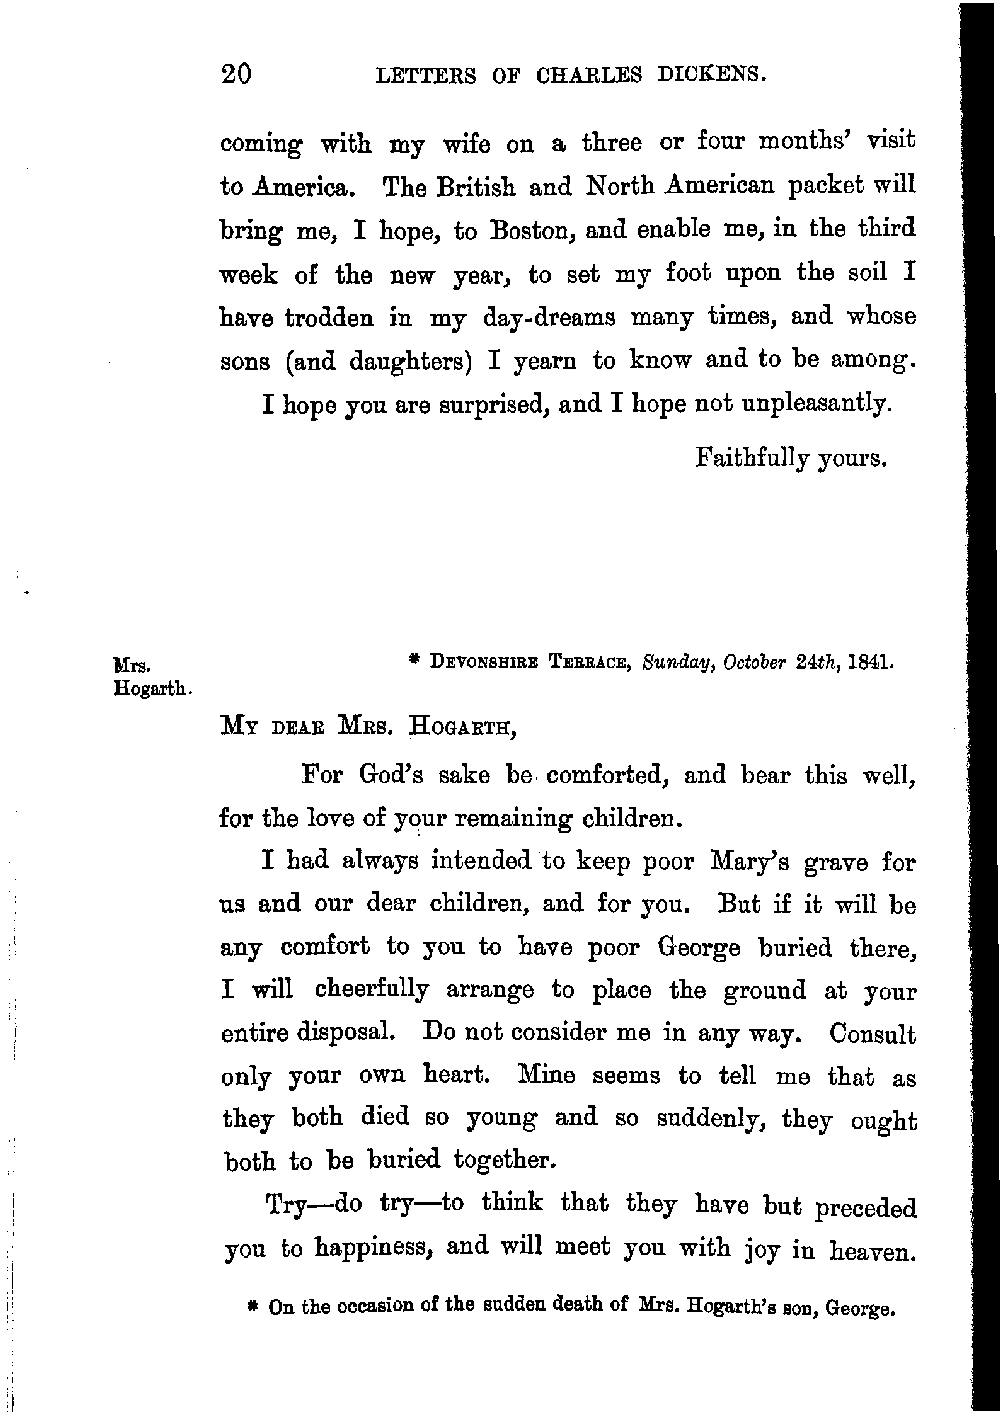 20 LETTERS OF CHARLES DICKENS.
coming with my wife on a three or four months' visit
to America. The British and North American packet will
bring me, I hope, to Boston, and enable me, in the third
week of the new year, to set my foot upon the soil I
have trodden in my day-dreams many times, and whose
sons (and daughters) I yearn to know and to be among.
I hope you are surprised, and I hope not unpleasantly.
Faithfully yours.
Mrs.
Hogarth.
* DEVONSHIRE TERRACE, Sunday, October 24th, 1841.
MY DEAR MRS. HOGARTH,
For God's sake be comforted, and bear this well,
for the love of your remaining children.
I had always intended to keep poor Mary's grave for
us and our dear children, and for you. But if it will be
any comfort to you to have poor George buried there,
I will cheerfully arrange to place the ground at your
entire disposal. Do not consider me in any way. Consult
only your own heart. Mine seems to tell me that as
they both died so young and so suddenly, they ought
both to be buried together.
Try—do try—to think that they have but preceded
you to happiness, and will meet you with joy in heaven.
* On the occasion of the sudden death of Mrs. Hogarth's son, George.